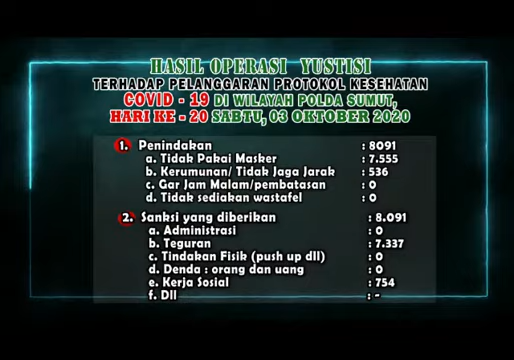 HASIL OPERASI YUSTISI
TERHADAP PELANGGARAN PROTOKOL KESEHATAN
COVID - 19 DI WILAYAH POLDA SUMUT,
HARI KE - 20 SABTU, 03 OKTOBER 2020
1. Penindakan : 8091
a. Tidak Pakai Masker : 7.555
b. Kerumunan/ Tidak Jaga Jarak : 536
c. Gar Jam Malam/pembatasan : 0
d. Tidak sediakan wastafel : 0
2. Sanksi yang diberikan : 8.091
a. Administrasi : 0
b. Teguran : 7.337
c. Tindakan Fisik (push up dll) : 0
d. Denda : orang dan uang : 0
e. Kerja Sosial : 754
f. Dll : -